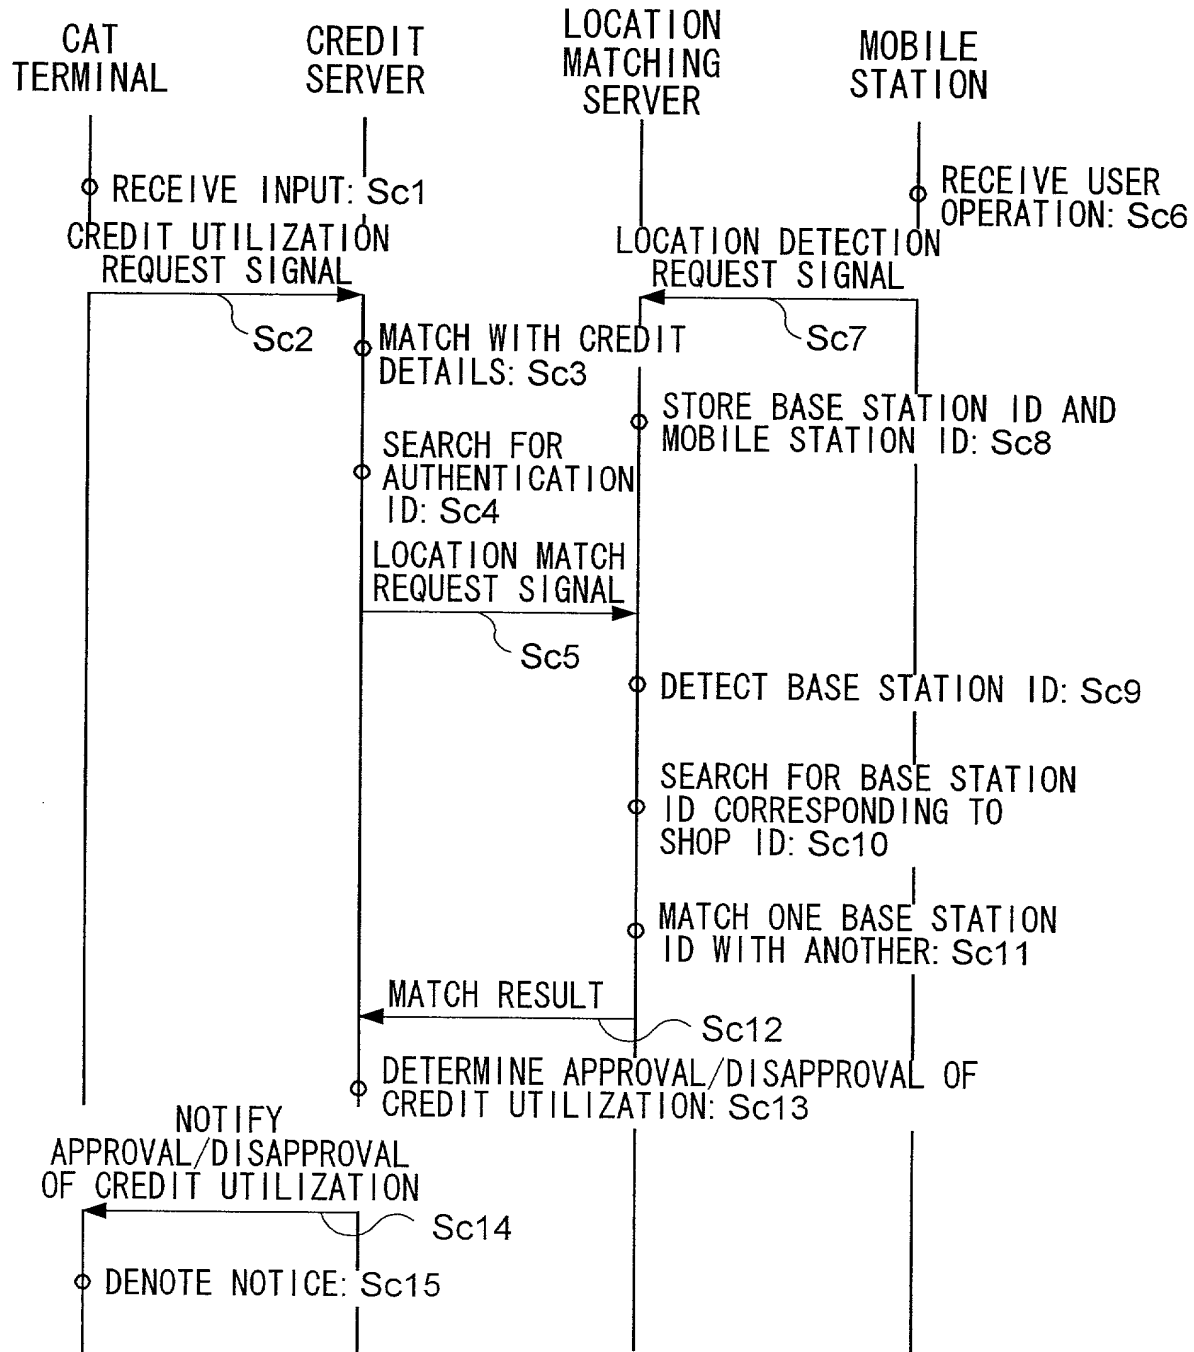 CAT
TERMINAL
CREDIT
SERVER
LOCATION
MATCHING
SERVER
MOBILE
STATION
RECEIVE INPUT: Sc1
RECEIVE USER
OPERATION: Sc6
CREDIT UTILIZATION
REQUEST SIGNAL
LOCATION DETECTION
REQUEST SIGNAL
Sc2
Sc7
MATCH WITH CREDIT
DETAILS: Sc3
STORE BASE STATION ID AND
MOBILE STATION ID: Sc8
SEARCH FOR
AUTHENTICATION
ID: Sc4
LOCATION MATCH
REQUEST SIGNAL
Sc5
DETECT BASE STATION ID: Sc9
SEARCH FOR BASE STATION
ID CORRESPONDING TO
SHOP ID: Sc10
MATCH ONE BASE STATION
ID WITH ANOTHER: Sc11
MATCH RESULT
Sc12
DETERMINE APPROVAL/DISAPPROVAL OF
CREDIT UTILIZATION: Sc13
NOTIFY
APPROVAL/DISAPPROVAL
OF CREDIT UTILIZATION
Sc14
DENOTE NOTICE: Sc15